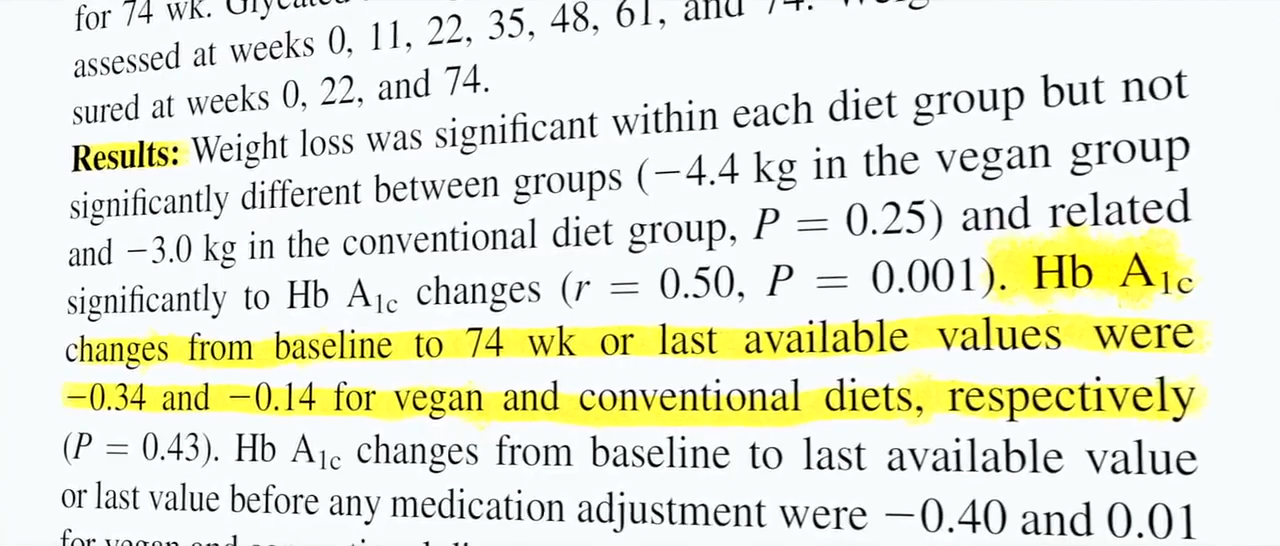 for 74 wk.
assessed at weeks 0, 11, 22, 35, 48, 61, and 74.
sured at weeks 0, 22, and 74.
Results: Weight loss was significant within each diet group but not
significantly different between groups (−4.4 kg in the vegan group
and −3.0 kg in the conventional diet group, P = 0.25) and related
significantly to Hb A1c changes (r = 0.50, P = 0.001). Hb A1c
changes from baseline to 74 wk or last available values were
−0.34 and −0.14 for vegan and conventional diets, respectively
(P = 0.43). Hb A1c changes from baseline to last available value
or last value before any medication adjustment were −0.40 and 0.01
for vegan and